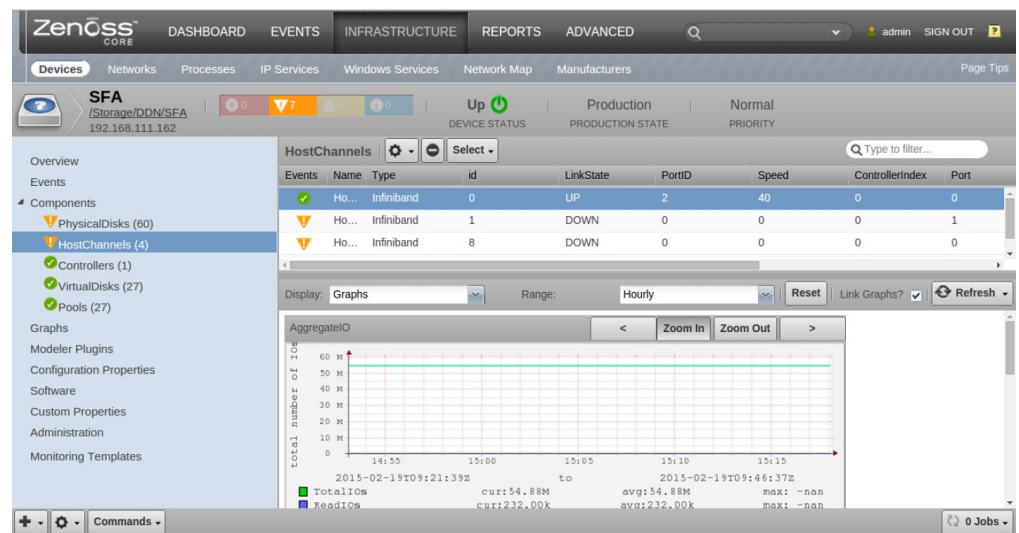 Zenōss CORE
DASHBOARD EVENTS INFRASTRUCTURE REPORTS ADVANCED admin SIGN OUT ?
Devices Networks Processes IP Services Windows Services Network Map Manufacturers Page Tips
SFA
/Storage/DDN/SFA
192.168.111.162
0 7 0
Up
DEVICE STATUS
Production
PRODUCTION STATE
Normal
PRIORITY
Overview
Events
Components
PhysicalDisks (60)
HostChannels (4)
Controllers (1)
VirtualDisks (27)
Pools (27)
Graphs
Modeler Plugins
Configuration Properties
Software
Custom Properties
Administration
Monitoring Templates
HostChannels Select Type to filter...
Events Name Type id LinkState PortID Speed ControllerIndex Port
Ho... Infiniband 0 UP 2 40 0 0
Ho... Infiniband 1 DOWN 0 0 0 1
Ho... Infiniband 8 DOWN 0 0 0 0
Display: Graphs Range: Hourly Reset Link Graphs? Refresh
AggregateIO < Zoom In Zoom Out >
total number of IOs
60 M
50 M
40 M
30 M
20 M
10 M
0
14:55 15:00 15:05 15:10 15:15
2015-02-19T09:21:39Z to 2015-02-19T09:46:37Z
TotalIOs cur:54.88M avg:54.88M max: -nan
ReadIOs cur:232.00k avg:232.00k max: -nan
Commands 0 Jobs